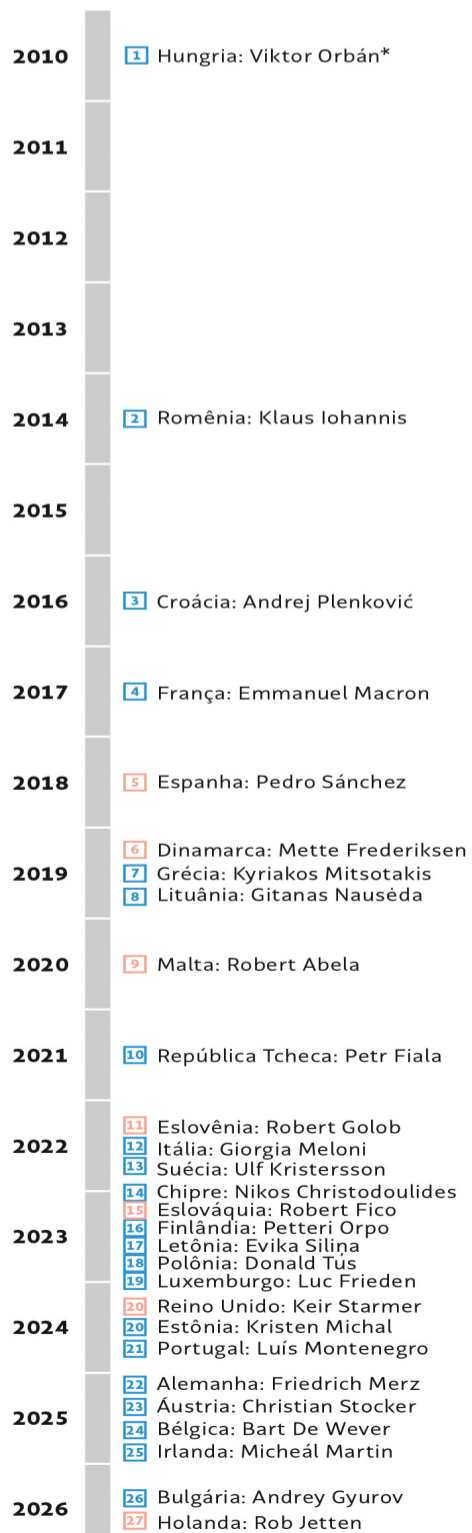 2010
1 Hungria: Viktor Orbán*
2011
2012
2013
2014
2 Romênia: Klaus Iohannis
2015
2016
3 Croácia: Andrej Plenković
2017
4 França: Emmanuel Macron
2018
5 Espanha: Pedro Sánchez
2019
6 Dinamarca: Mette Frederiksen
7 Grécia: Kyriakos Mitsotakis
8 Lituânia: Gitanas Nausėda
2020
9 Malta: Robert Abela
2021
10 República Tcheca: Petr Fiala
2022
11 Eslovênia: Robert Golob
12 Itália: Giorgia Meloni
13 Suécia: Ulf Kristersson
2023
14 Chipre: Nikos Christodoulides
15 Eslováquia: Robert Fico
16 Finlândia: Petteri Orpo
17 Letônia: Evika Siliņa
18 Polônia: Donald Tús
19 Luxemburgo: Luc Frieden
2024
20 Reino Unido: Keir Starmer
20 Estônia: Kristen Michal
21 Portugal: Luís Montenegro
2025
22 Alemanha: Friedrich Merz
23 Áustria: Christian Stocker
24 Bélgica: Bart De Wever
25 Irlanda: Micheál Martin
2026
26 Bulgária: Andrey Gyurov
27 Holanda: Rob Jetten